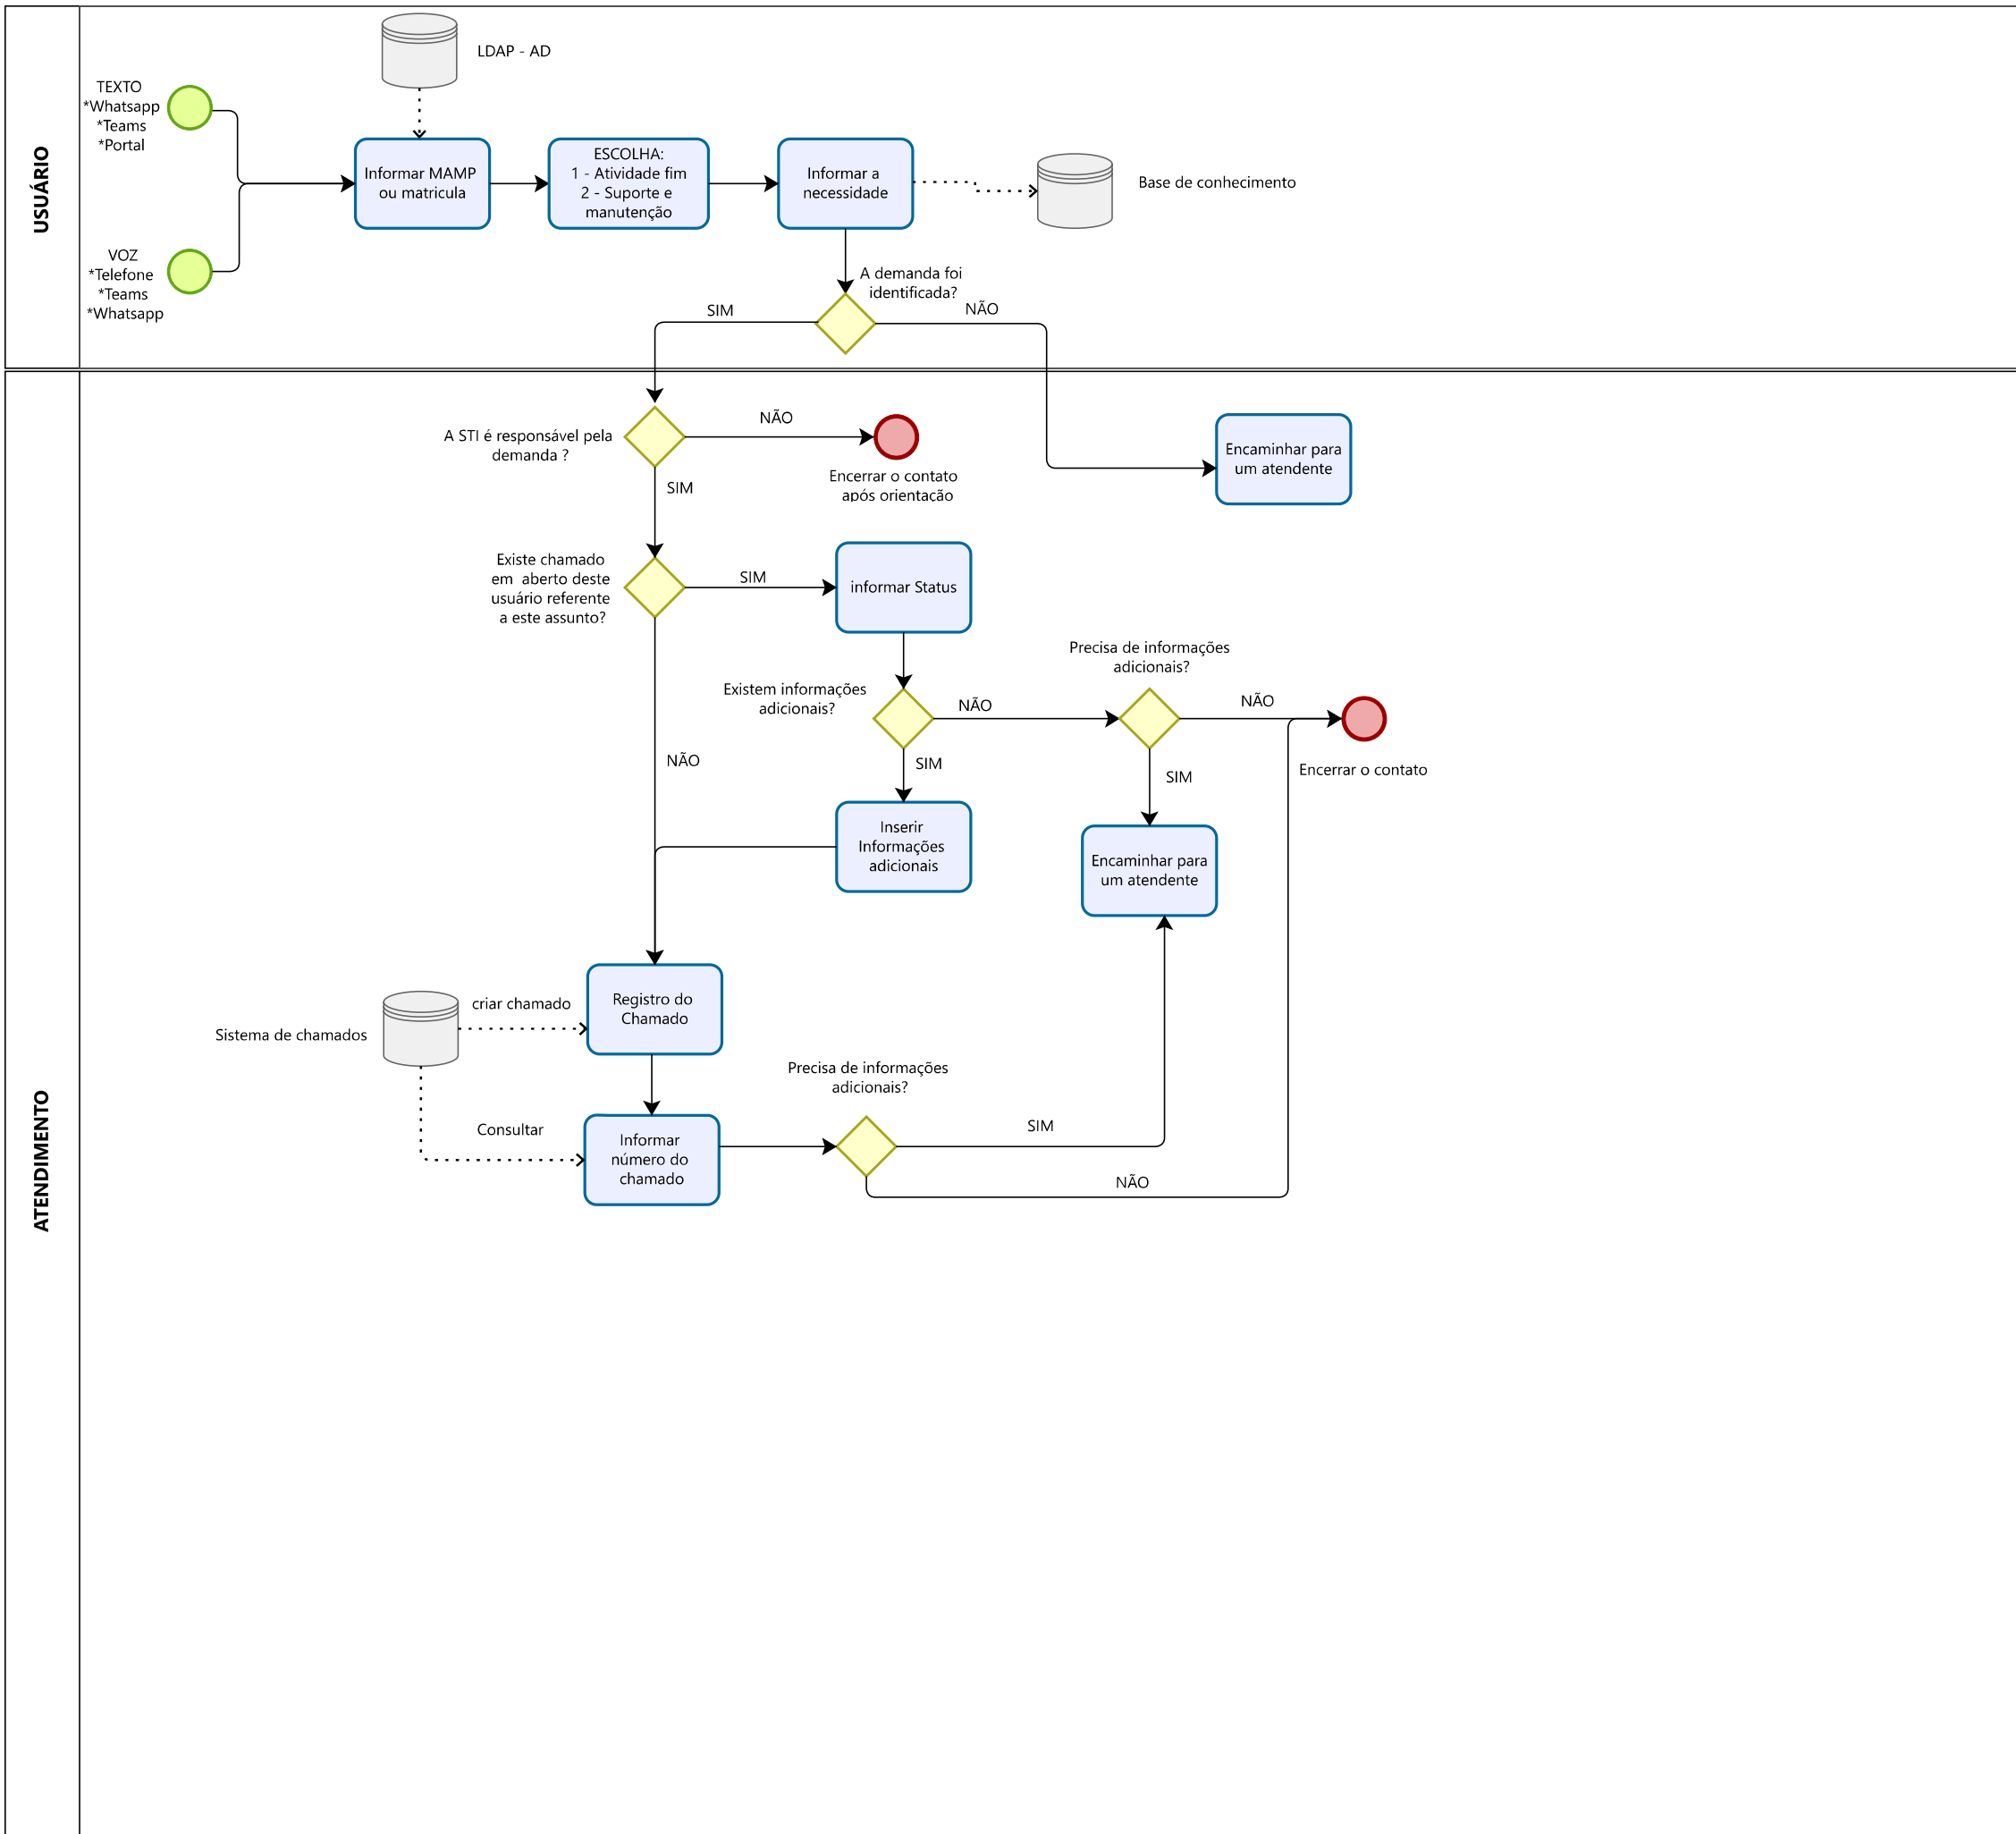 USUÁRIO
LDAP - AD
TEXTO
*Whatsapp
*Teams
*Portal
VOZ
*Telefone
*Teams
*Whatsapp
Informar MAMP
ou matricula
ESCOLHA:
1 - Atividade fim
2 - Suporte e
manutenção
Informar a
necessidade
Base de conhecimento
A demanda foi
identificada?
SIM
NÃO
ATENDIMENTO
A STI é responsável pela
demanda ?
NÃO
SIM
Encerrar o contato
após orientação
Encaminhar para
um atendente
Existe chamado
em aberto deste
usuário referente
a este assunto?
SIM
NÃO
informar Status
Existem informações
adicionais?
NÃO
SIM
Precisa de informações
adicionais?
NÃO
SIM
Encerrar o contato
Inserir
Informações
adicionais
Encaminhar para
um atendente
Sistema de chamados
criar chamado
Consultar
Registro do
Chamado
Informar
número do
chamado
Precisa de informações
adicionais?
SIM
NÃO